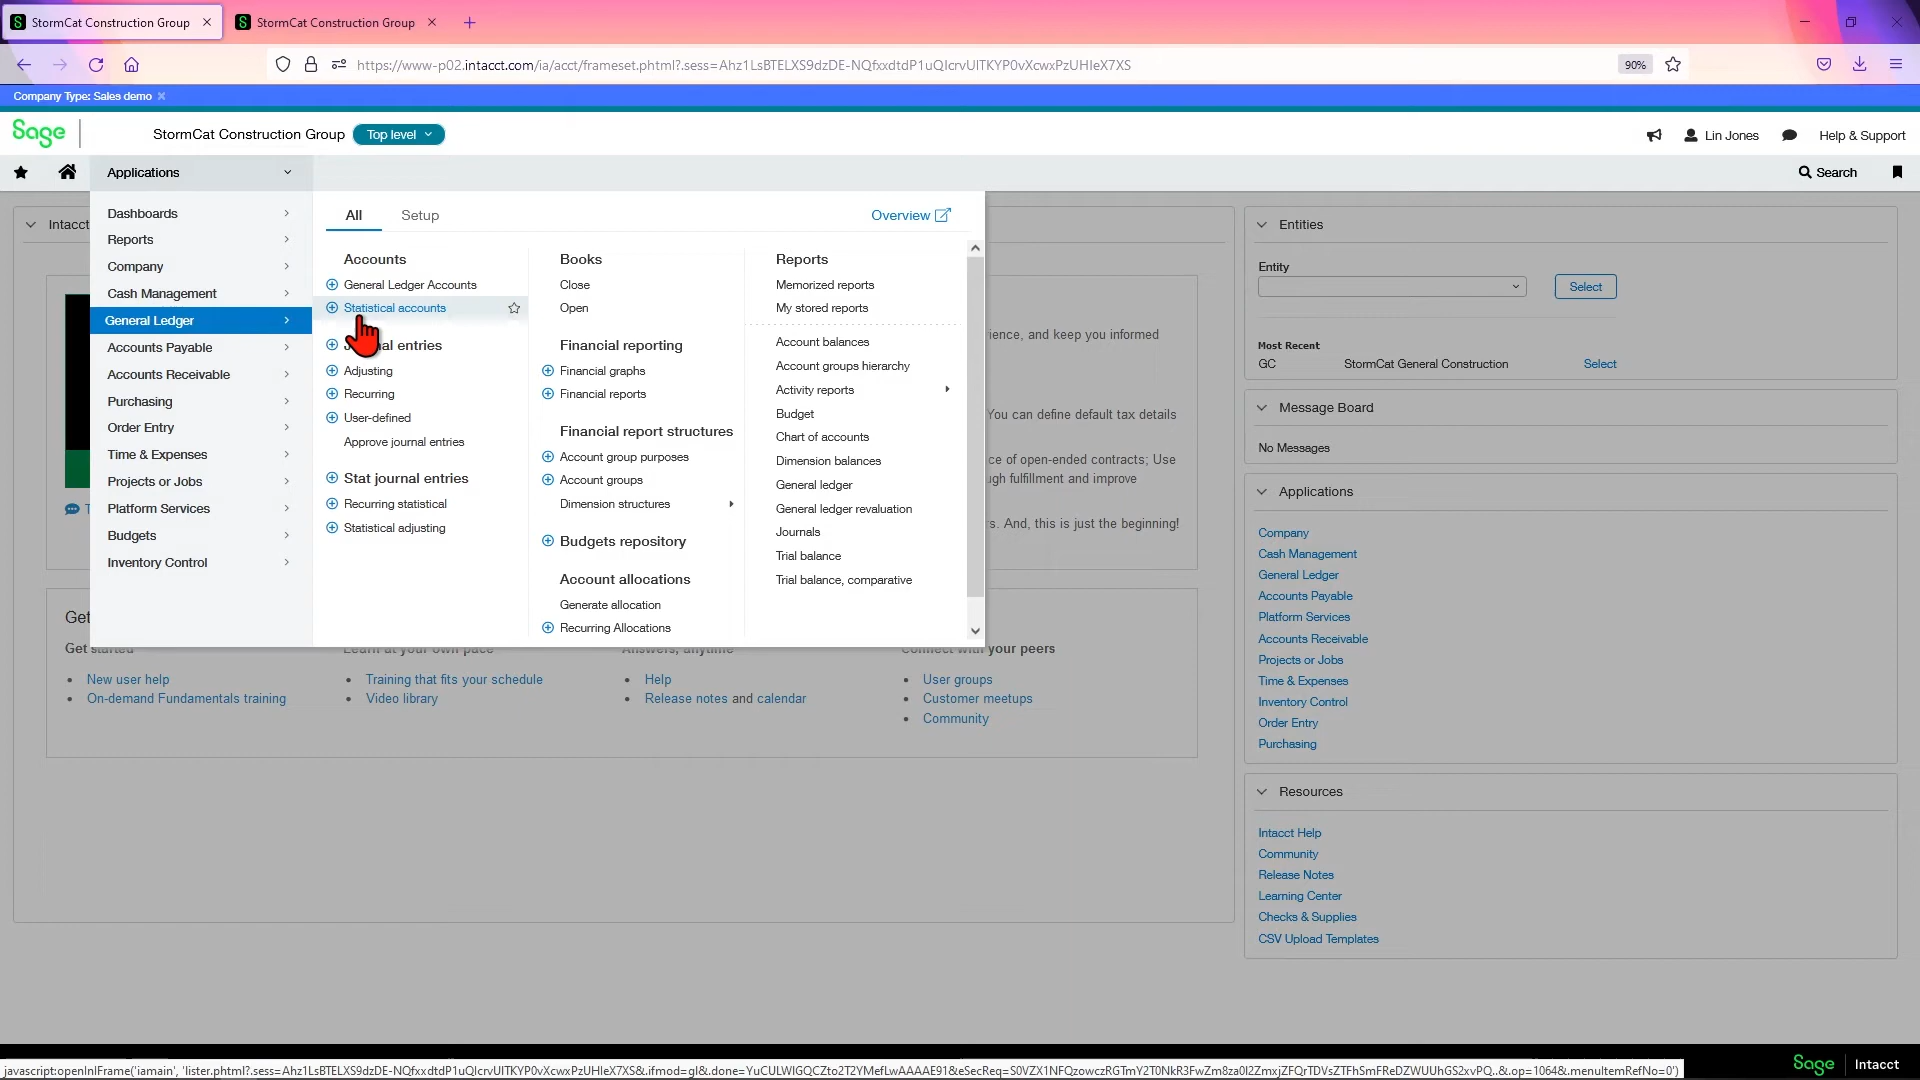 StormCat Construction Group
StormCat Construction Group
https://www-p02.intacct.com/ia/acct/frameset.phtml?.sess=Ahz1LsBTELXS9dzDE-NQfxxdtdP1uQIcrvUITKYP0vXcwxPzUHIeX7XS
90%
Company Type: Sales demo
Sage
StormCat Construction Group
Top level
Lin Jones
Help & Support
Applications
Search
Dashboards
Reports
Company
Cash Management
General Ledger
Accounts Payable
Accounts Receivable
Purchasing
Order Entry
Time & Expenses
Projects or Jobs
Platform Services
Budgets
Inventory Control
All
Setup
Overview
Accounts
General Ledger Accounts
Statistical accounts
Adjusting
Recurring
User-defined
Approve journal entries
Stat journal entries
Recurring statistical
Statistical adjusting
Books
Close
Open
Financial reporting
Financial graphs
Financial reports
Financial report structures
Account group purposes
Account groups
Dimension structures
Budgets repository
Account allocations
Generate allocation
Recurring Allocations
Reports
Memorized reports
My stored reports
Account balances
Account groups hierarchy
Activity reports
Budget
Chart of accounts
Dimension balances
General ledger
General ledger revaluation
Journals
Trial balance
Trial balance, comparative
Intacct
ience, and keep you informed
You can define default tax details
ce of open-ended contracts; Use
ugh fulfillment and improve
s. And, this is just the beginning!
Get
Get started
Learn at your own pace
Answers, anytime
Connect with your peers
New user help
On-demand Fundamentals training
Training that fits your schedule
Video library
Help
Release notes and calendar
User groups
Customer meetups
Community
Entities
Entity
Select
Most Recent
GC StormCat General Construction Select
Message Board
No Messages
Applications
Company
Cash Management
General Ledger
Accounts Payable
Platform Services
Accounts Receivable
Projects or Jobs
Time & Expenses
Inventory Control
Order Entry
Purchasing
Resources
Intacct Help
Community
Release Notes
Learning Center
Checks & Supplies
CSV Upload Templates
Sage Intacct